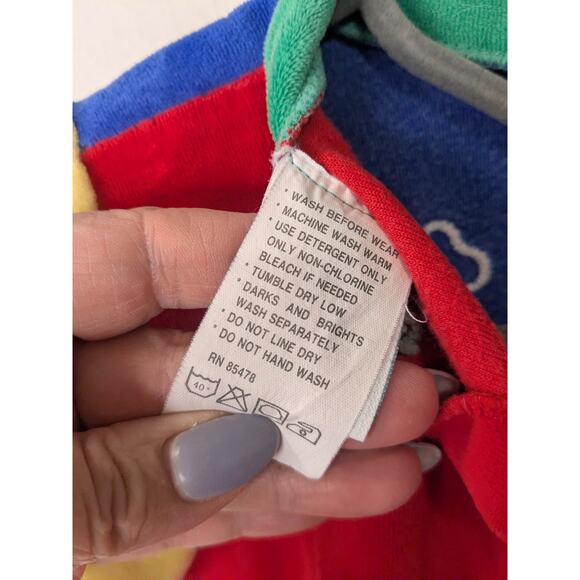 • WASH BEFORE WEAR
• MACHINE WASH WARM
• USE DETERGENT ONLY
ONLY NON-CHLORINE
BLEACH IF NEEDED
• TUMBLE DRY LOW
• DARKS AND BRIGHTS
WASH SEPARATELY
• DO NOT LINE DRY
• DO NOT HAND WASH
RN 85478
40°